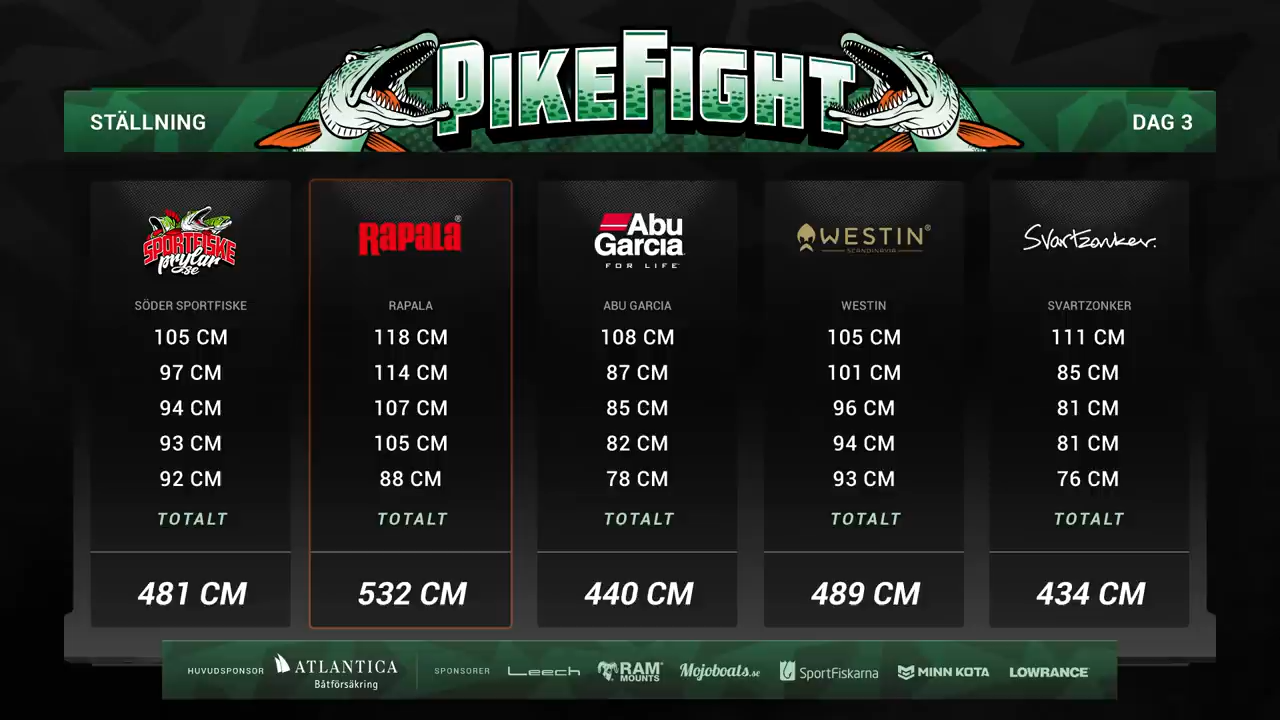 PIKEFIGHT
STÄLLNING
DAG 3
SPORTFISKE
prylar
.se
RAPALA®
Abu
Garcia
FOR LIFE™
WESTIN®
SCANDINAVIA
Svartzonker.
SÖDER SPORTFISKE
105 CM
97 CM
94 CM
93 CM
92 CM
TOTALT
481 CM
RAPALA
118 CM
114 CM
107 CM
105 CM
88 CM
TOTALT
532 CM
ABU GARCIA
108 CM
87 CM
85 CM
82 CM
78 CM
TOTALT
440 CM
WESTIN
105 CM
101 CM
96 CM
94 CM
93 CM
TOTALT
489 CM
SVARTZONKER
111 CM
85 CM
81 CM
81 CM
76 CM
TOTALT
434 CM
HUVUDSPONSOR
ATLANTICA
Båtförsäkring
SPONSORER
Leech
RAM®
MOUNTS
Mojoboats.se
SportFiskarna
MINN KOTA
LOWRANCE